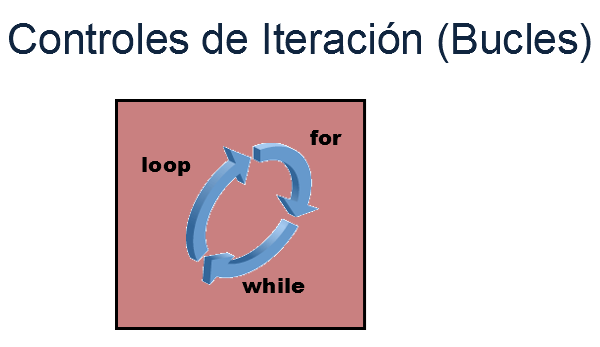 Controles de Iteración (Bucles)
for
loop
while